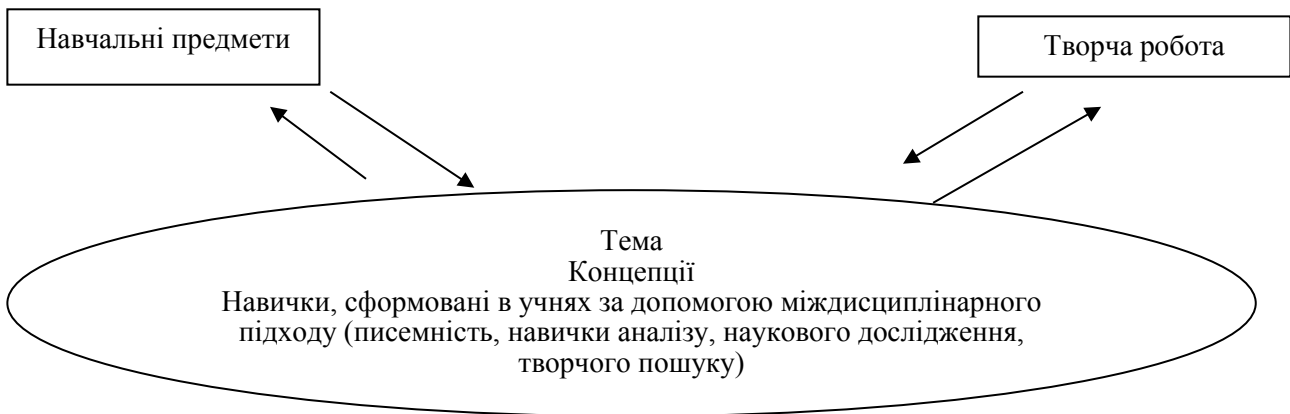 Навчальні предмети
Творча робота
Тема
Концепції
Навички, сформовані в учнях за допомогою міждисциплінарного
підходу (писемність, навички аналізу, наукового дослідження,
творчого пошуку)